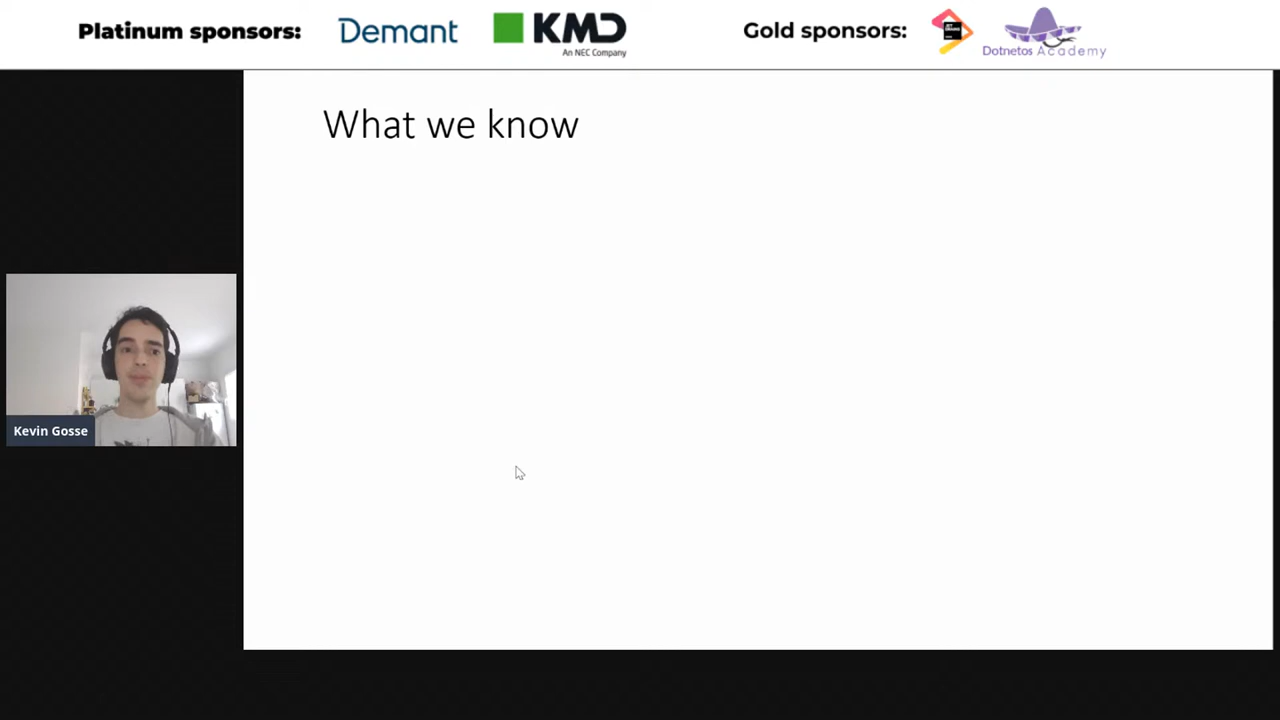 Platinum sponsors:
Demant
KMD
An NEC Company
Gold sponsors:
Dotnetos Academy
What we know
Kevin Gosse